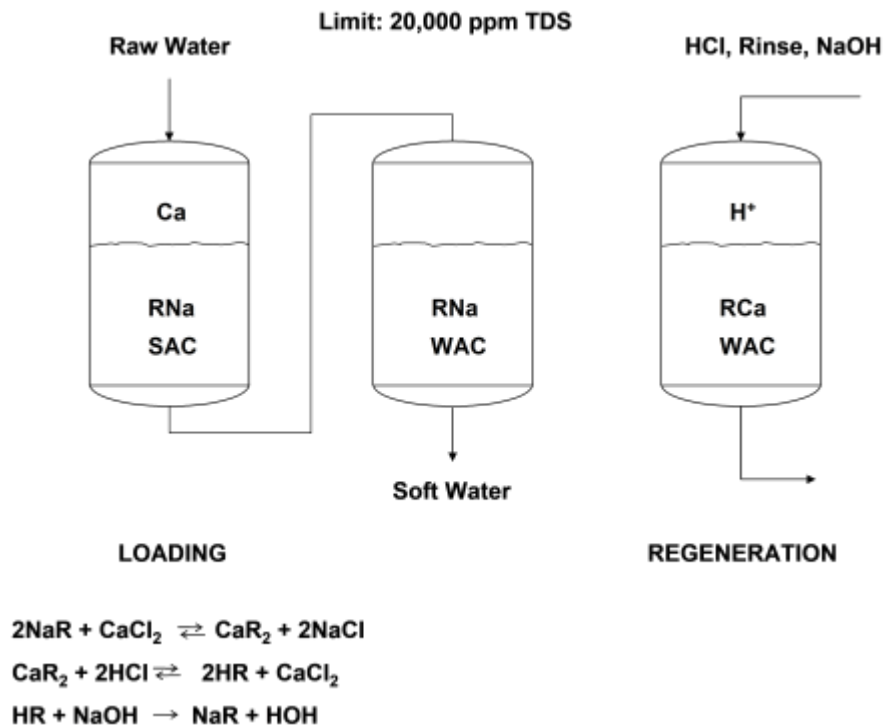 Limit: 20,000 ppm TDS
Raw Water
HCl, Rinse, NaOH
Ca
H⁺
RNa
SAC
RNa
WAC
RCa
WAC
Soft Water
LOADING
REGENERATION
2NaR + CaCl₂ ⇄ CaR₂ + 2NaCl
CaR₂ + 2HCl ⇄ 2HR + CaCl₂
HR + NaOH → NaR + HOH